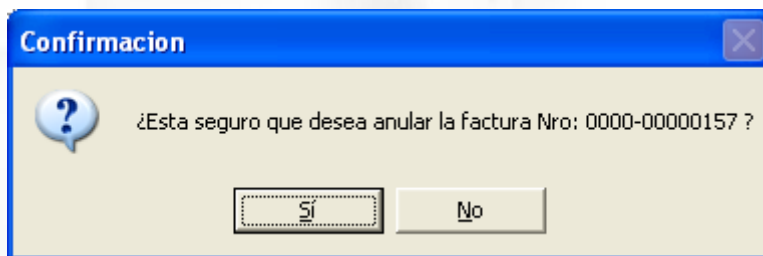 Confirmacion
¿Esta seguro que desea anular la factura Nro: 0000-00000157 ?
Sí
No